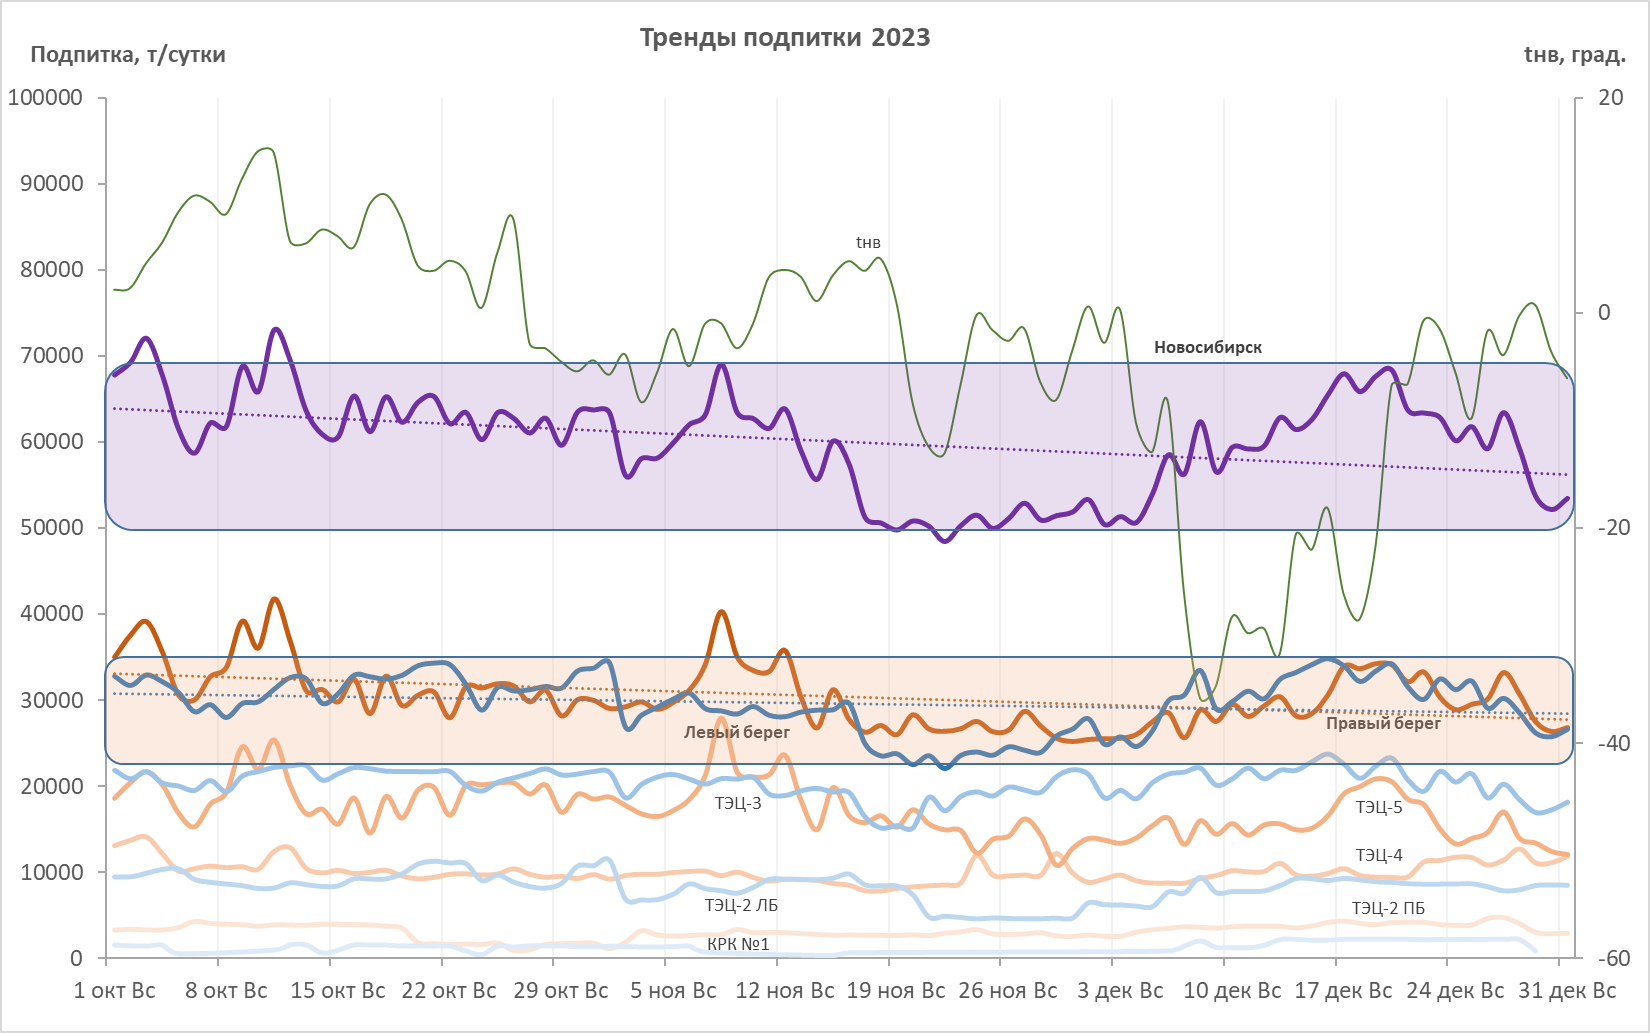 Тренды подпитки 2023
Подпитка, т/сутки
tнв, град.
100000
90000
80000
70000
60000
50000
40000
30000
20000
10000
0
20
0
-20
-40
-60
tнв
Новосибирск
Левый берег
Правый берег
ТЭЦ-3
ТЭЦ-5
ТЭЦ-4
ТЭЦ-2 ЛБ
ТЭЦ-2 ПБ
КРК №1
1 окт Вс 8 окт Вс 15 окт Вс 22 окт Вс 29 окт Вс 5 ноя Вс 12 ноя Вс 19 ноя Вс 26 ноя Вс 3 дек Вс 10 дек Вс 17 дек Вс 24 дек Вс 31 дек Вс